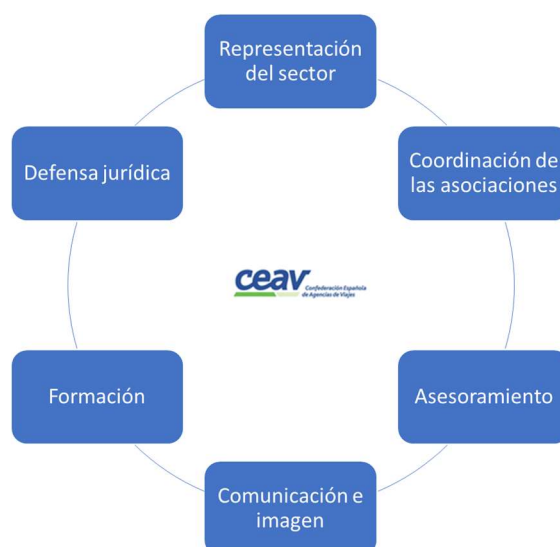 Representación
del sector
Defensa jurídica
Coordinación de
las asociaciones
ceav
Confederación Española
de Agencias de Viajes
Formación
Asesoramiento
Comunicación e
imagen